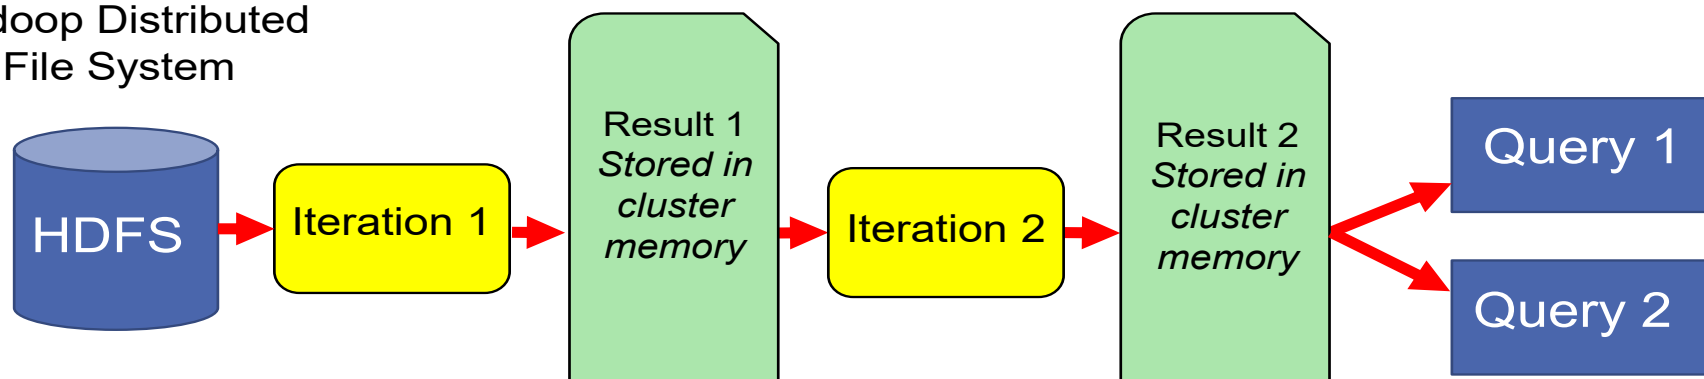 doop Distributed
File System
HDFS
Iteration 1
Result 1
Stored in
cluster
memory
Iteration 2
Result 2
Stored in
cluster
memory
Query 1
Query 2